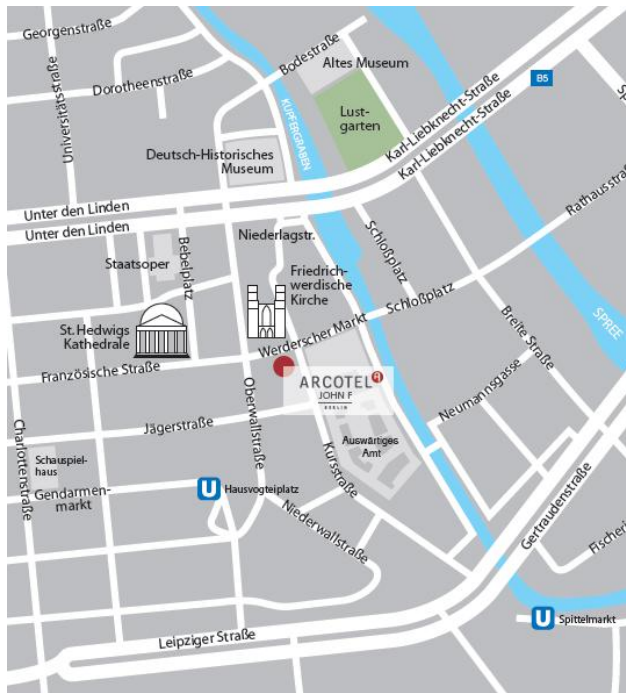 Georgenstraße
Universitätsstraße
Dorotheenstraße
Bodestraße
Altes Museum
Lust-
garten
KUPFERGRABEN
Karl-Liebknecht-Straße
Karl-Liebknecht-Straße
B5
Deutsch-Historisches
Museum
Unter den Linden
Unter den Linden
Niederlagstr.
Rathausstraß
Staatsoper
Bebelplatz
Schloßplatz
Friedrich-
werdische
Kirche
Schloßplatz
St. Hedwigs
Kathedrale
Werderscher Markt
Breite Straße
SPREE
Französische Straße
ARCOTEL
JOHN F
BERLIN
Neumannsgasse
Oberwallstraße
Jägerstraße
Charlottenstraße
Schauspiel-
haus
Kursstraße
Auswärtiges
Amt
Gendarmen-
markt
U Hausvogteiplatz
Niederwallstraße
Gertraudenstraße
Fischeri
Leipziger Straße
U Spittelmarkt